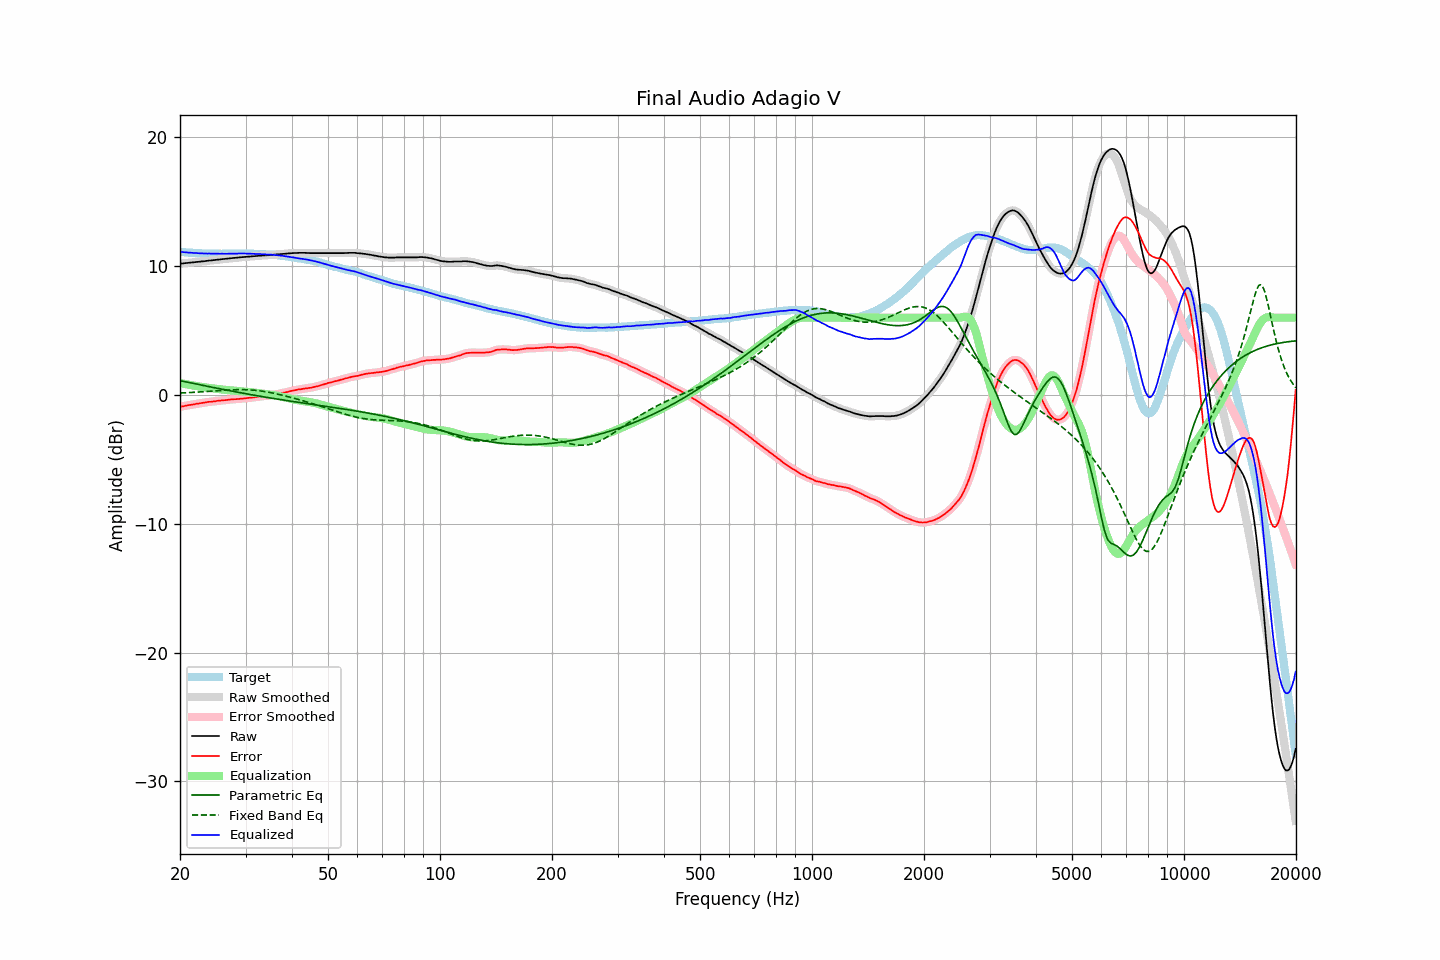 Final Audio Adagio V
20
10
0
−10
−20
−30
Amplitude (dBr)
Target
Raw Smoothed
Error Smoothed
Raw
Error
Equalization
Parametric Eq
Fixed Band Eq
Equalized
20 50 100 200 500 1000 2000 5000 10000 20000
Frequency (Hz)